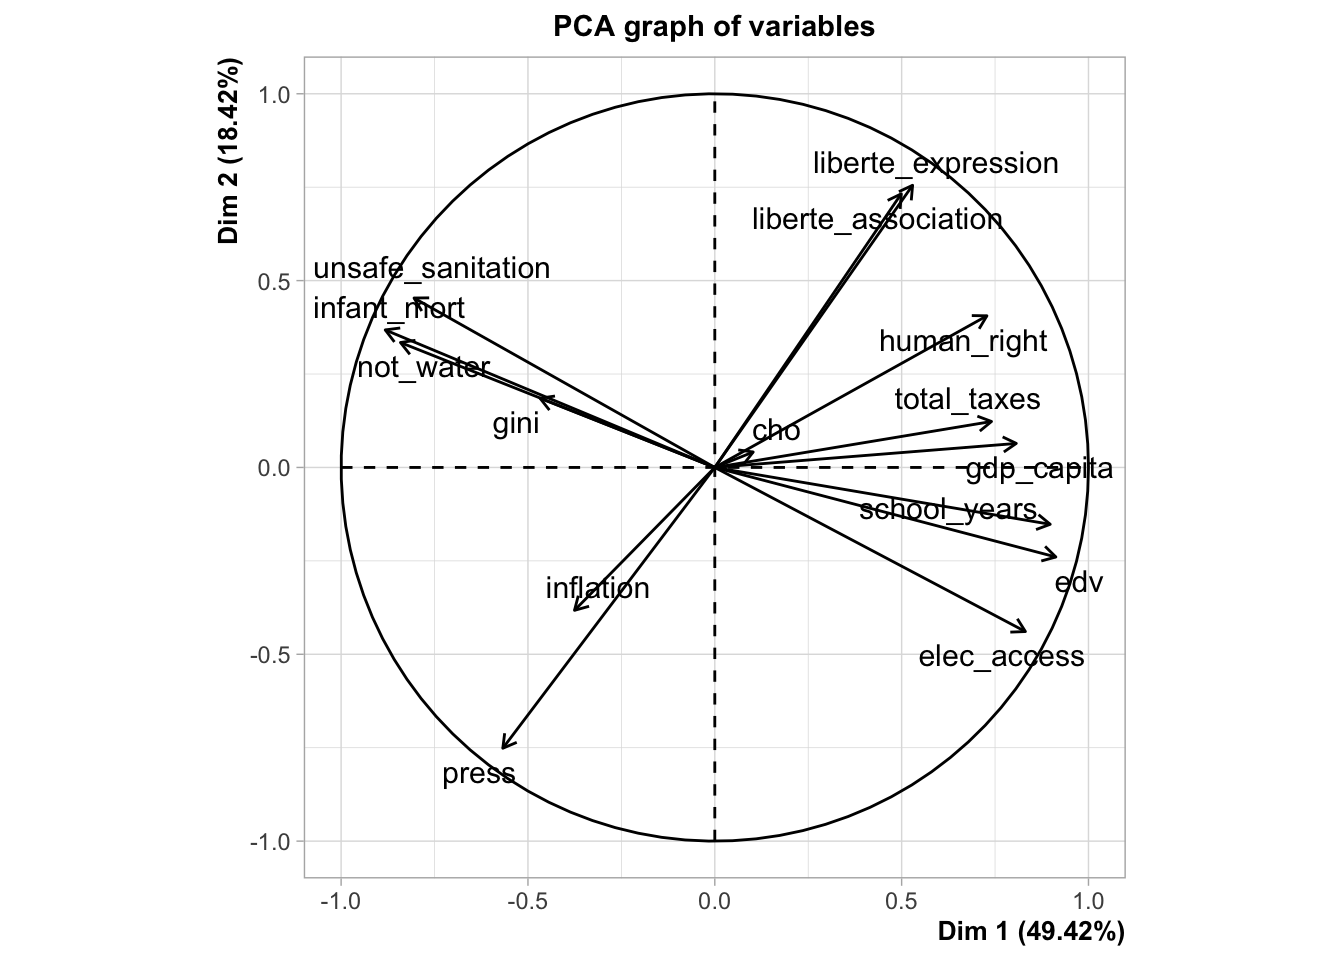 PCA graph of variables
Dim 2 (18.42%)
1.0
0.5
0.0
-0.5
-1.0
liberte_expression
liberte_association
unsafe_sanitation
infant_mort
human_right
not_water
total_taxes
gini
cho
gdp_capita
school_years
edv
inflation
elec_access
press
-1.0 -0.5 0.0 0.5 1.0
Dim 1 (49.42%)